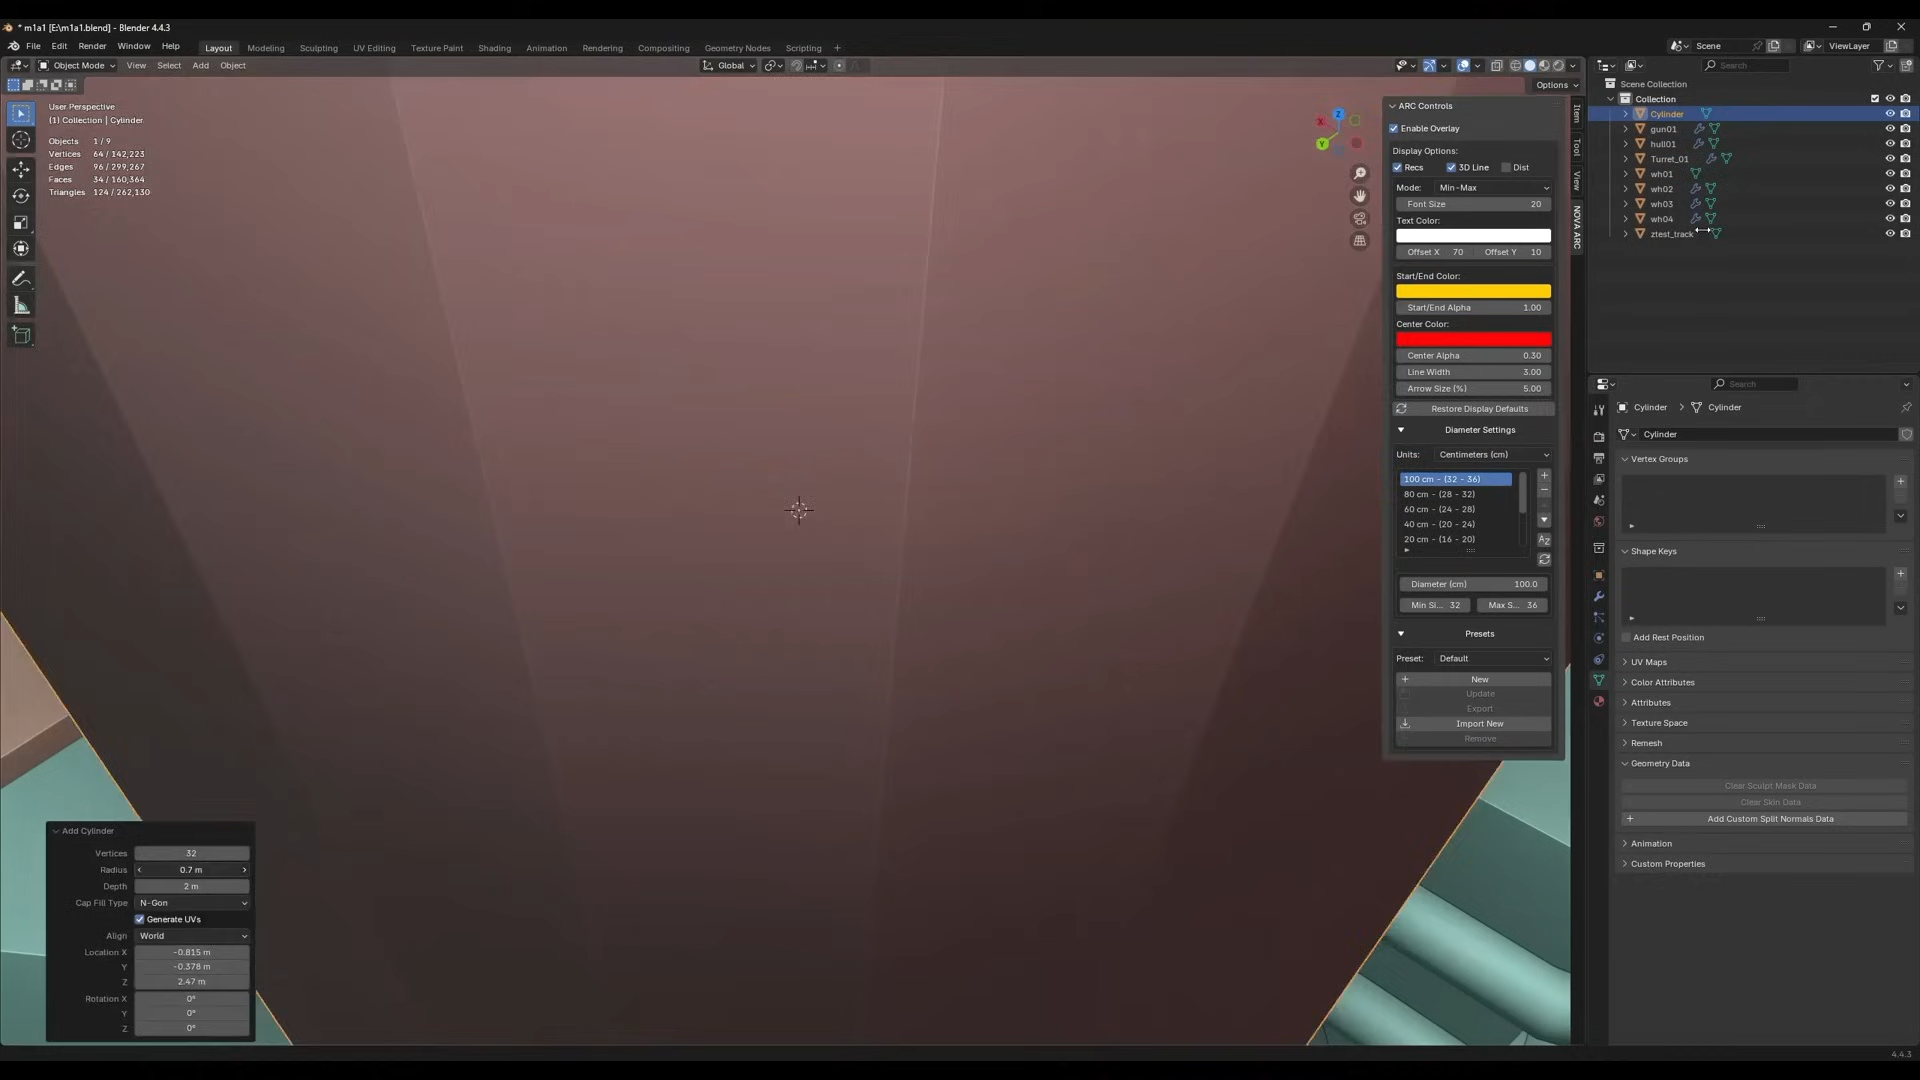 * m1a1 [E:\m1a1.blend] - Blender 4.4.3
File Edit Render Window Help
Layout Modeling Sculpting UV Editing Texture Paint Shading Animation Rendering Compositing Geometry Nodes Scripting +
Scene
ViewLayer
Object Mode View Select Add Object
Global
Options
User Perspective
(1) Collection | Cylinder
Objects 1 / 9
Vertices 64 / 142,223
Edges 96 / 299,267
Faces 34 / 160,364
Triangles 124 / 262,130
Z
X
Y
ARC Controls
Enable Overlay
Display Options:
Recs 3D Line Dist
Mode: Min-Max
Font Size 20
Text Color:
Offset X 70 Offset Y 10
Start/End Color:
Start/End Alpha 1.00
Center Color:
Center Alpha 0.30
Line Width 3.00
Arrow Size (%) 5.00
Restore Display Defaults
Diameter Settings
Units: Centimeters (cm)
100 cm - (32 - 36)
80 cm - (28 - 32)
60 cm - (24 - 28)
40 cm - (20 - 24)
20 cm - (16 - 20)
Diameter (cm) 100.0
Min Si... 32 Max S... 36
Presets
Preset: Default
New
Update
Export
Import New
Remove
Item
Tool
View
NOVA ARC
Search
Scene Collection
Collection
Cylinder
gun01
hull01
Turret_01
wh01
wh02
wh03
wh04
ztest_track
Search
Cylinder > Cylinder
Cylinder
Vertex Groups
Shape Keys
Add Rest Position
UV Maps
Color Attributes
Attributes
Texture Space
Remesh
Geometry Data
Clear Sculpt Mask Data
Clear Skin Data
Add Custom Split Normals Data
Animation
Custom Properties
Add Cylinder
Vertices 32
Radius 0.7 m
Depth 2 m
Cap Fill Type N-Gon
Generate UVs
Align World
Location X -0.815 m
Y -0.378 m
Z 2.47 m
Rotation X 0°
Y 0°
Z 0°
4.4.3